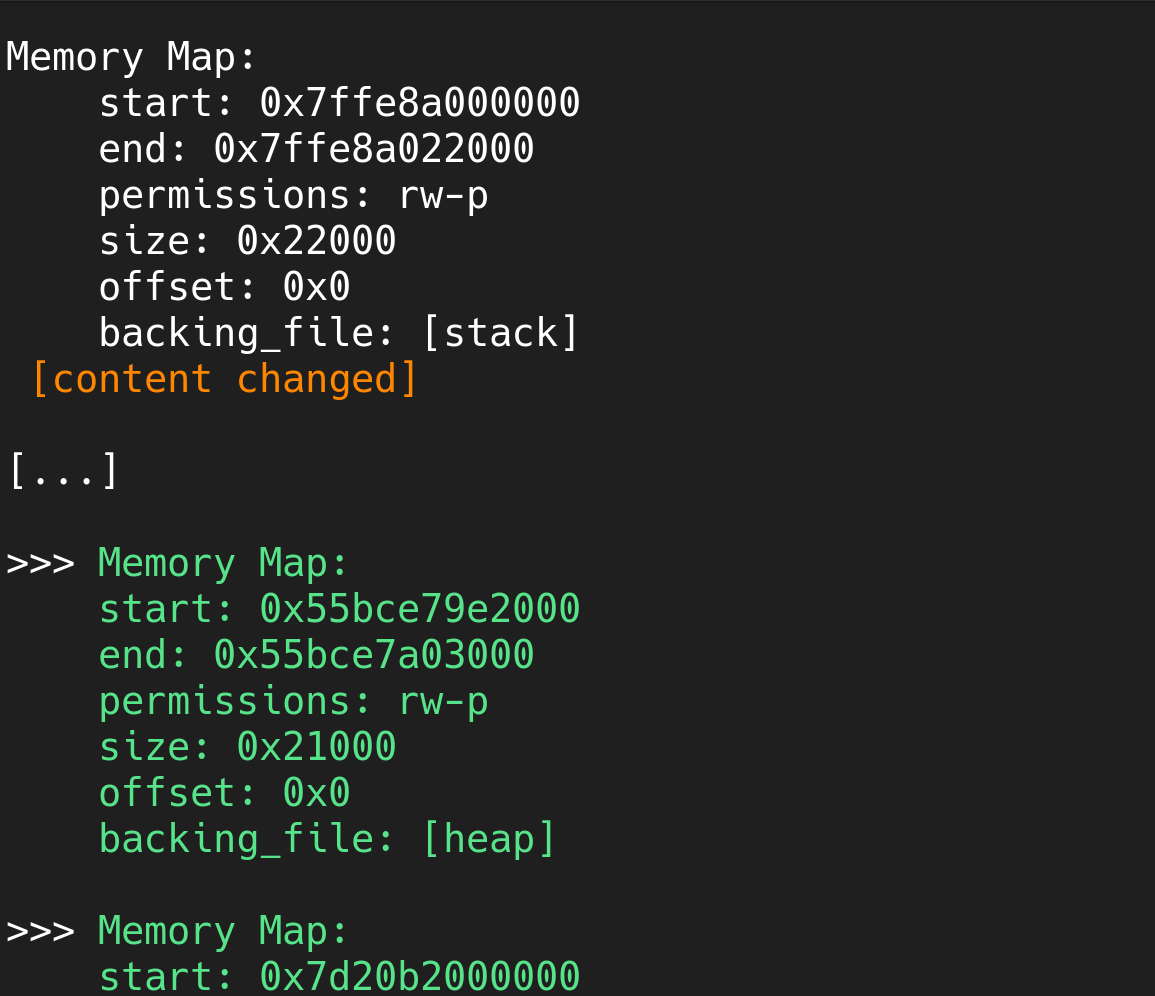 Memory Map:
    start: 0x7ffe8a000000
    end: 0x7ffe8a022000
    permissions: rw-p
    size: 0x22000
    offset: 0x0
    backing_file: [stack]
 [content changed]
[...]
>>> Memory Map:
    start: 0x55bce79e2000
    end: 0x55bce7a03000
    permissions: rw-p
    size: 0x21000
    offset: 0x0
    backing_file: [heap]
>>> Memory Map:
    start: 0x7d20b2000000